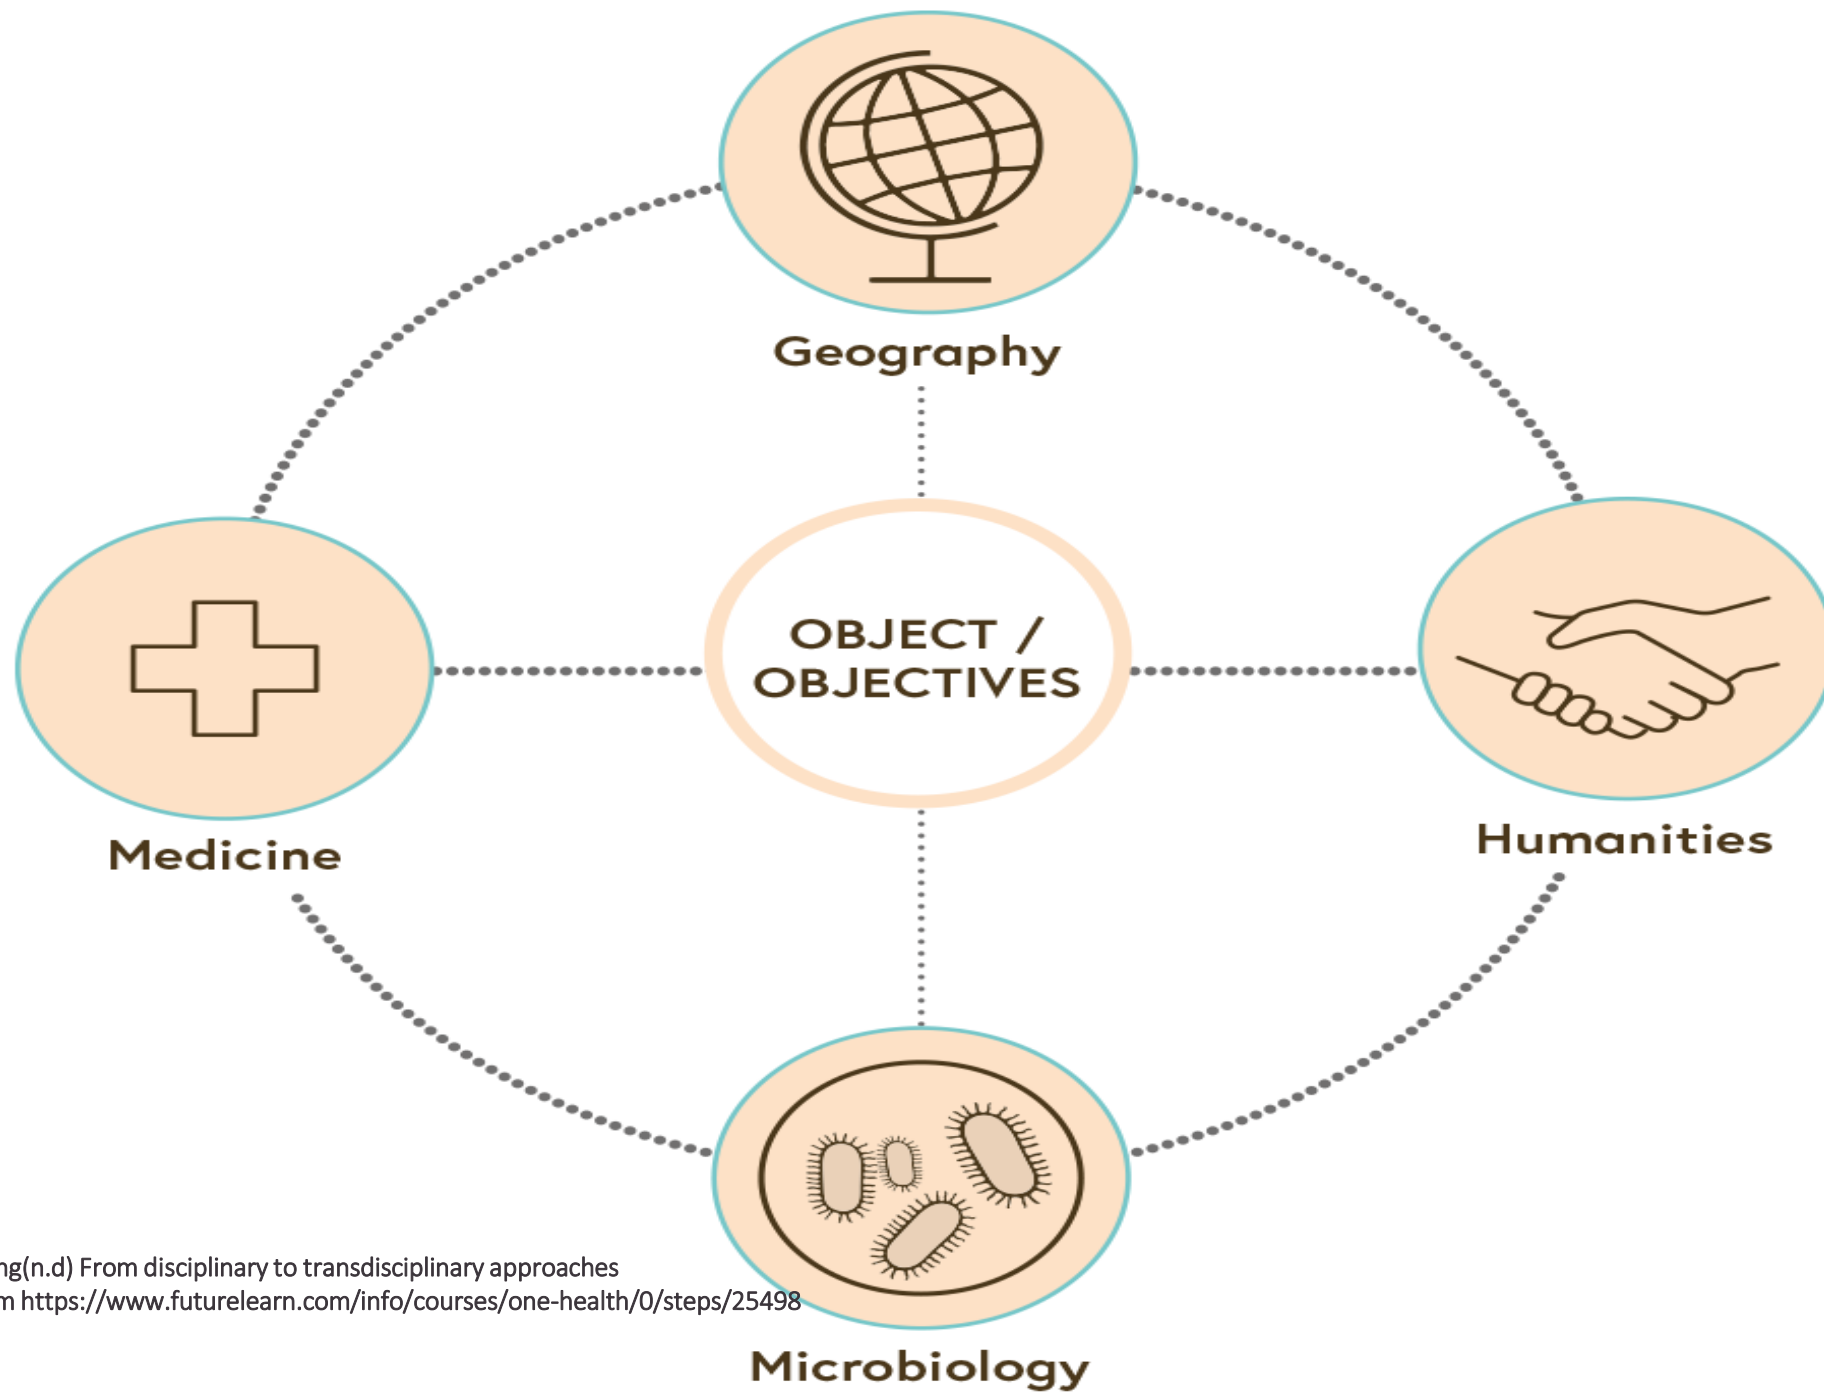 Geography
OBJECT /
OBJECTIVES
Medicine
Humanities
ng(n.d) From disciplinary to transdisciplinary approaches
m https://www.futurelearn.com/info/courses/one-health/0/steps/25498
Microbiology